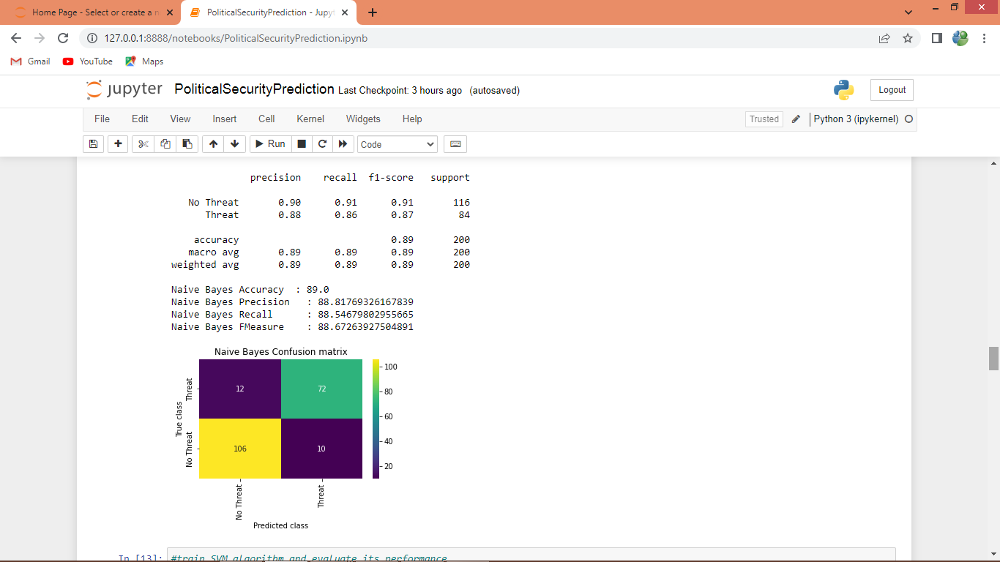 Home Page - Select or create a n
PoliticalSecurityPrediction - Jupyt
127.0.0.1:8888/notebooks/PoliticalSecurityPrediction.ipynb
Gmail YouTube Maps
jupyter PoliticalSecurityPrediction Last Checkpoint: 3 hours ago (autosaved)
Logout
File Edit View Insert Cell Kernel Widgets Help
Trusted Python 3 (ipykernel)
Run Code
precision recall f1-score support
No Threat 0.90 0.91 0.91 116
Threat 0.88 0.86 0.87 84
accuracy 0.89 200
macro avg 0.89 0.89 0.89 200
weighted avg 0.89 0.89 0.89 200
Naive Bayes Accuracy : 89.0
Naive Bayes Precision : 88.81769326167839
Naive Bayes Recall : 88.54679802955665
Naive Bayes FMeasure : 88.67263927504891
Naive Bayes Confusion matrix
True class
Threat
12 72
No Threat
106 10
100
80
60
40
20
No Threat
Threat
Predicted class
In [13]: #train SVM algorithm and evaluate its performance